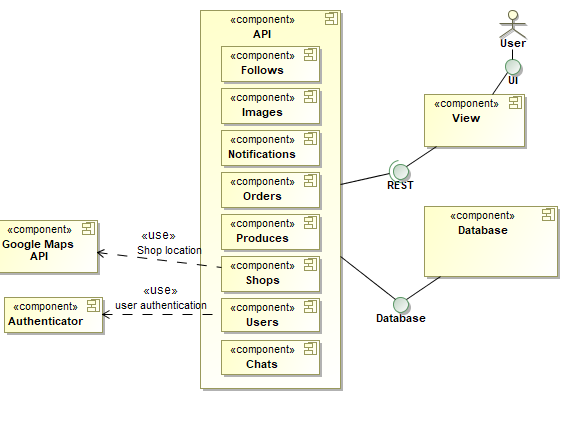 «component»
API
«component»
Follows
«component»
Images
«component»
Notifications
«component»
Orders
«component»
Produces
«component»
Shops
«component»
Users
«component»
Chats
User
UI
«component»
View
REST
«component»
Database
Database
«component»
Google Maps
API
«use»
Shop location
«component»
Authenticator
«use»
user authentication